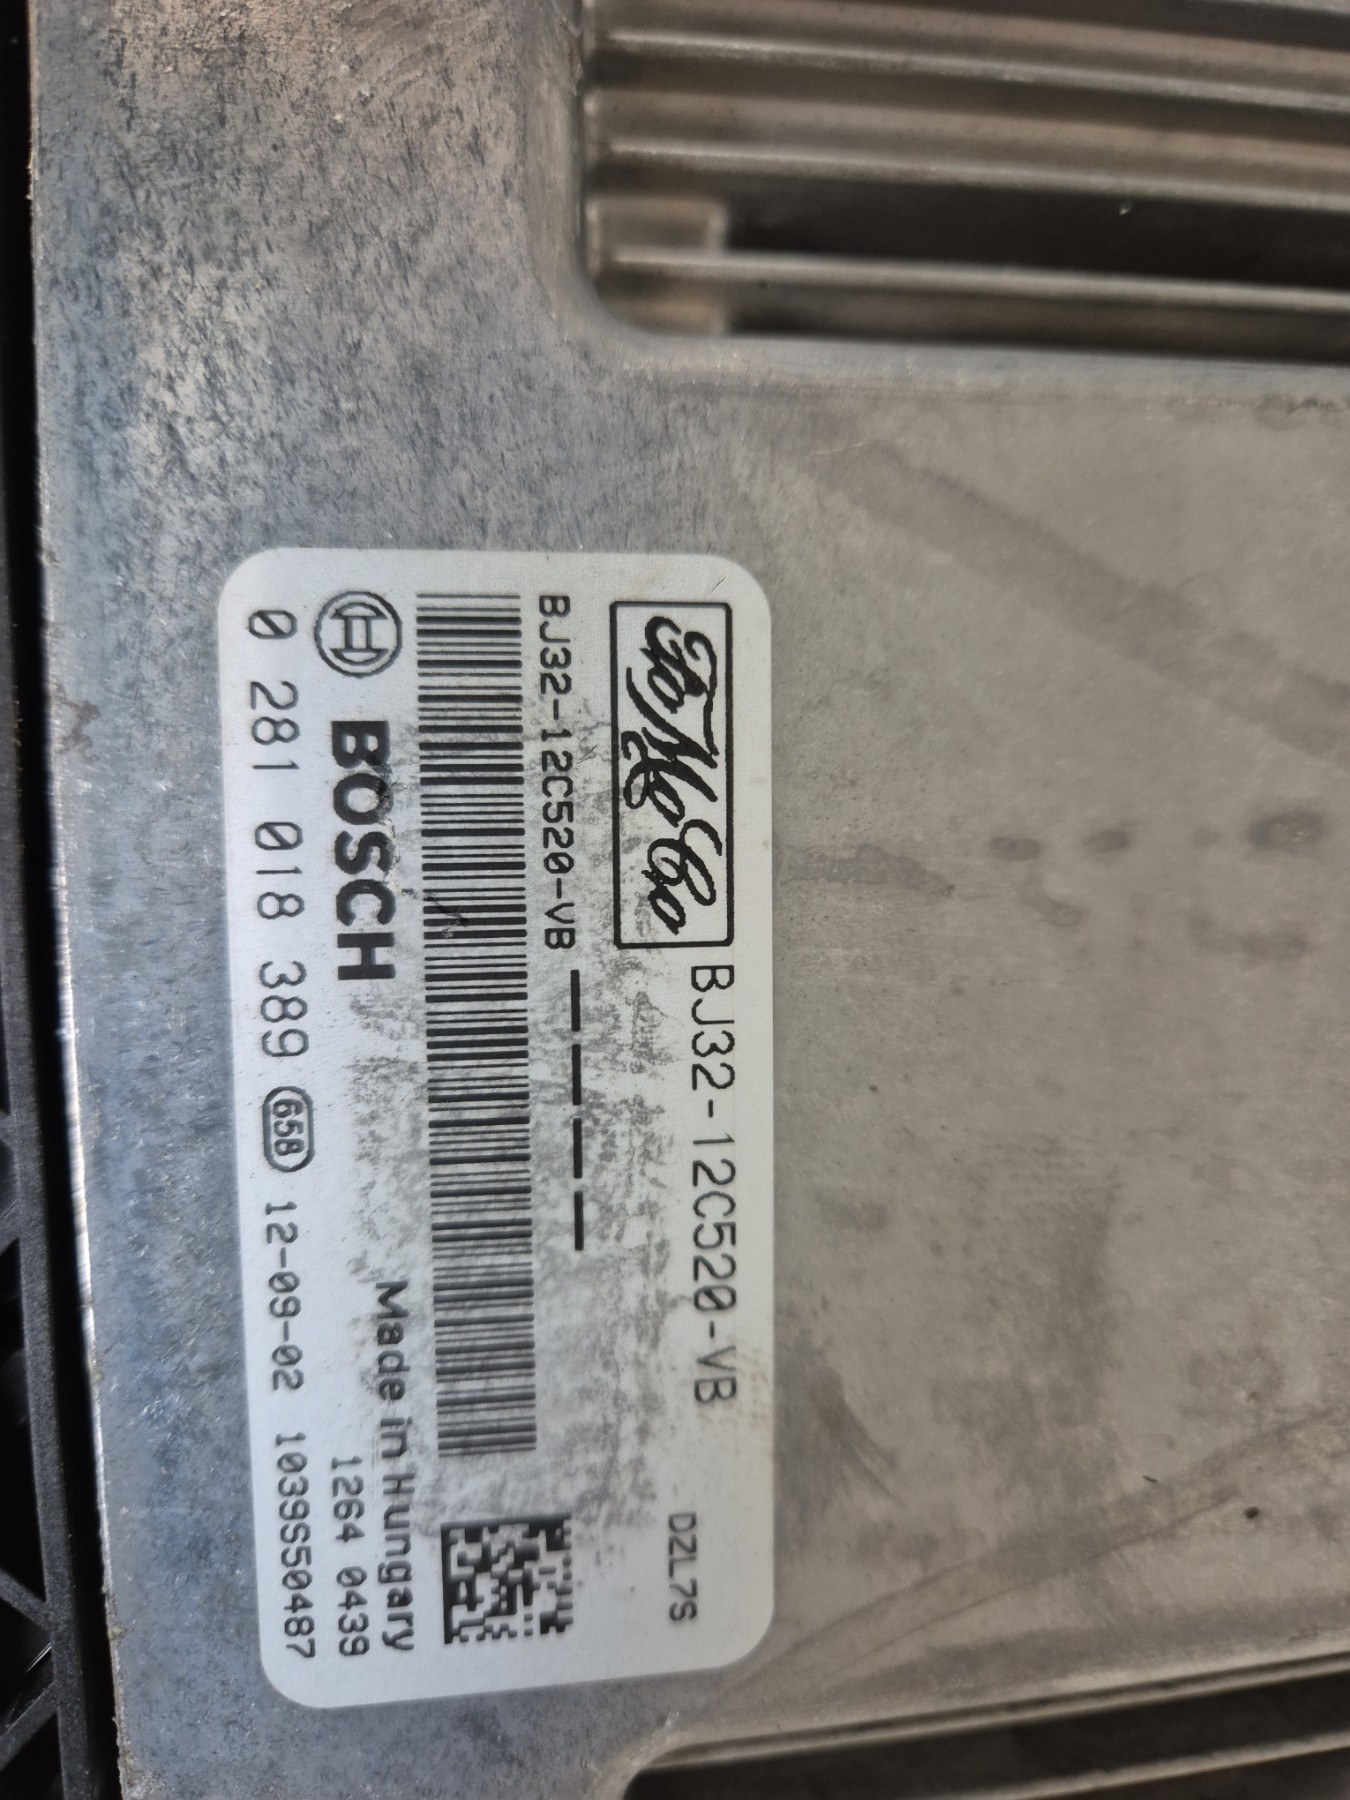 FoMoCo BJ32-12C520-VB DZL7S
BJ32-12C520-VB
BOSCH Made in Hungary
1264 0439
0 281 018 389 65B 12-09-02 1039S50487